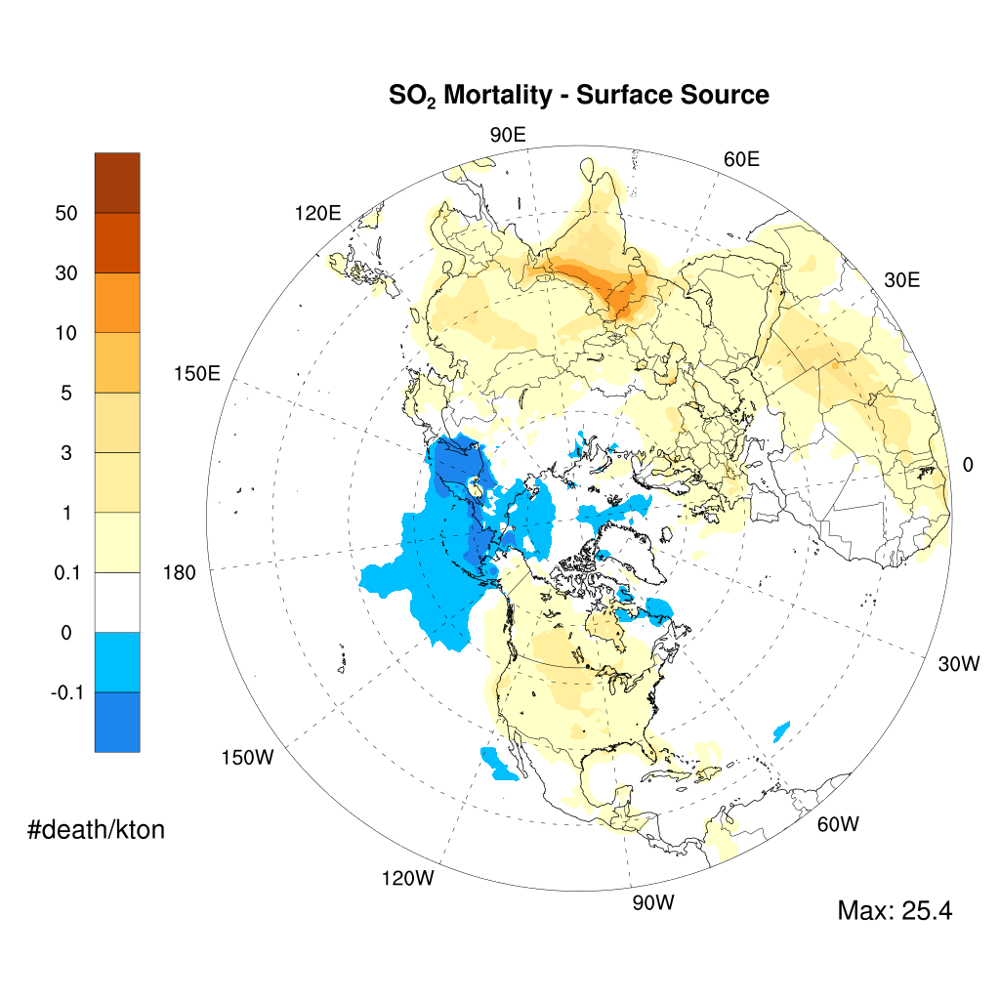 SO₂ Mortality - Surface Source
90E
60E
120E
30E
150E
0
180
30W
150W
60W
120W
90W
50
30
10
5
3
1
0.1
0
-0.1
#death/kton
Max: 25.4